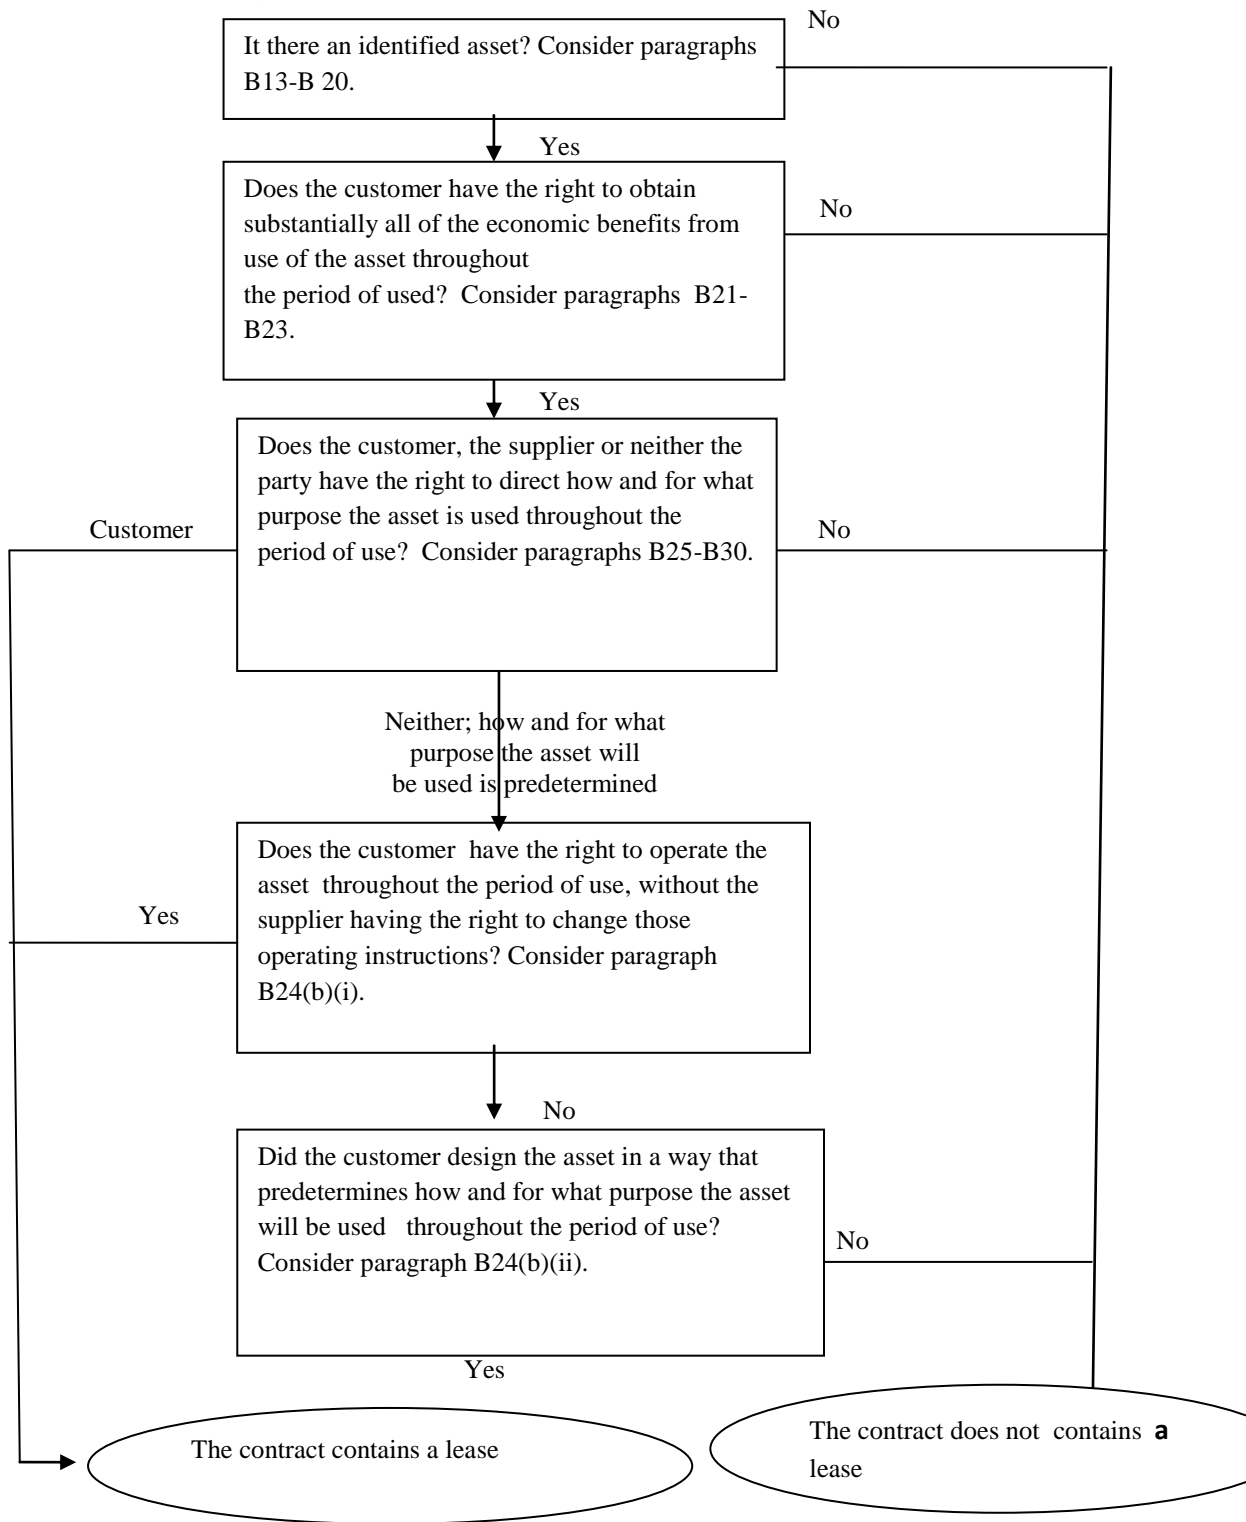 No
It there an identified asset? Consider paragraphs
B13-B 20.
Yes
Does the customer have the right to obtain
substantially all of the economic benefits from
use of the asset throughout
the period of used?  Consider paragraphs  B21-
B23.
No
Yes
Does the customer, the supplier or neither the
party have the right to direct how and for what
purpose the asset is used throughout the
period of use?  Consider paragraphs B25-B30.
Customer
No
Neither; how and for what
purpose the asset will
be used is predetermined
Does the customer  have the right to operate the
asset  throughout the period of use, without the
supplier having the right to change those
operating instructions? Consider paragraph
B24(b)(i).
Yes
No
Did the customer design the asset in a way that
predetermines how and for what purpose the asset
will be used   throughout the period of use?
Consider paragraph B24(b)(ii).
No
Yes
The contract contains a lease
The contract does not  contains  a
lease